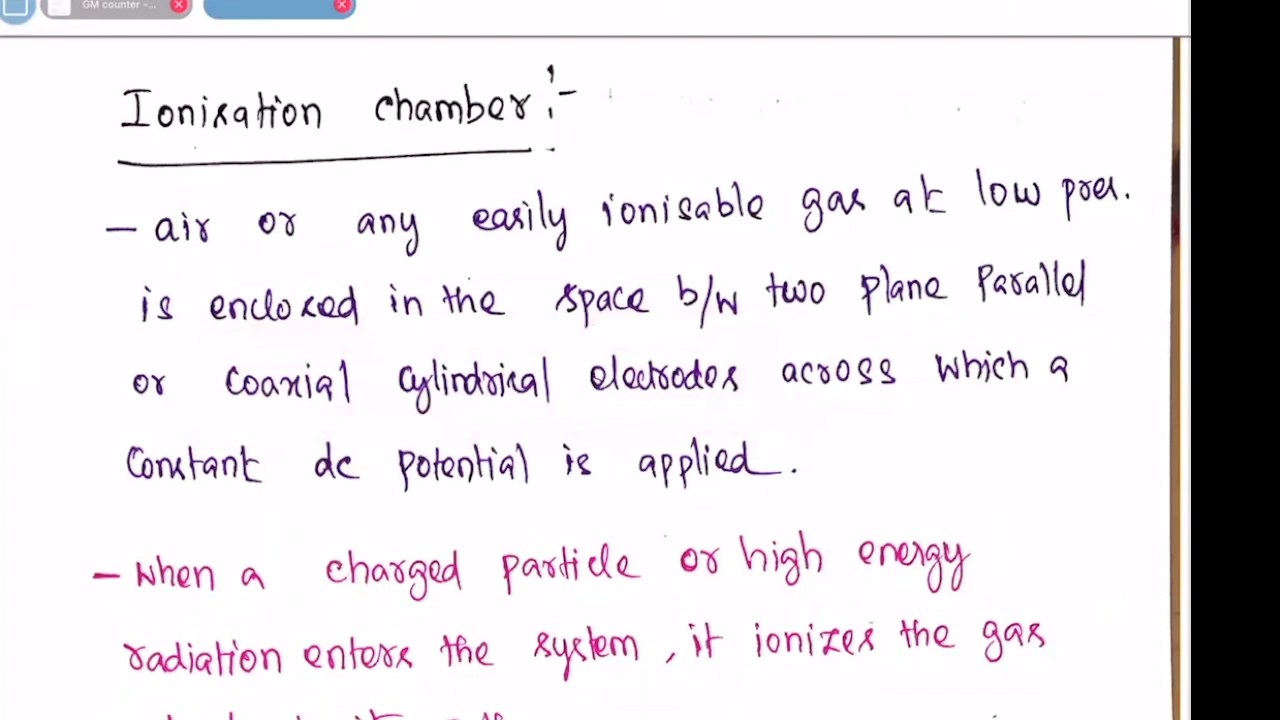 GM counter -...
Ionisation chamber :-
- air or any easily ionisable gas at low pres.
is enclosed in the space b/w two plane Parallel
or coaxial cylindrical electrodes across which a
Constant dc potential is applied.
- When a charged particle or high energy
radiation enters the system, it ionizes the gas